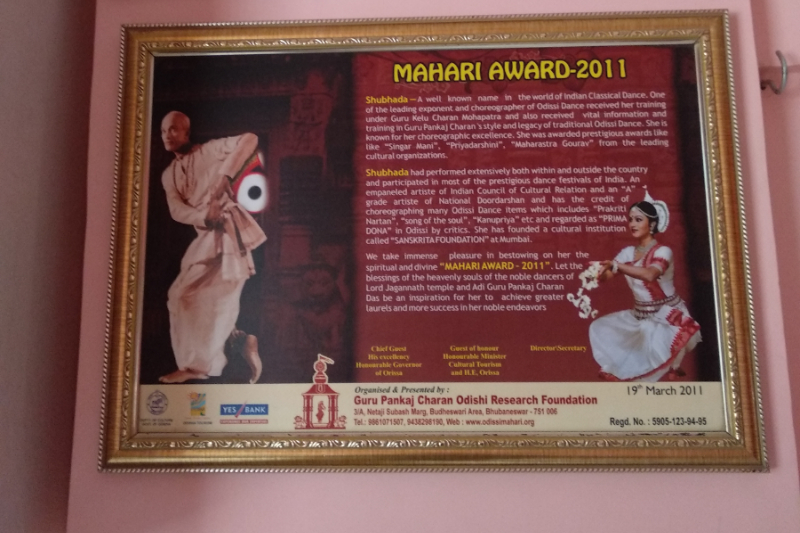 MAHARI AWARD-2011
Shubhada — A well known name in the world of Indian Classical Dance. One
of the leading exponent and choreographer of Odissi Dance received her training
under Guru Kelu Charan Mohapatra and also received vital information and
training in Guru Pankaj Charan's style and legacy of traditional Odissi Dance. She is
known for her choreographic excellence. She was awarded prestigious awards like
like "Singar Mani", "Priyadarshini", "Maharastra Gourav" from the leading
cultural organizations.
Shubhada had performed extensively both within and outside the country
and participated in most of the prestigious dance festivals of India. An
empaneled artiste of Indian Council of Cultural Relation and an "A"
grade artiste of National Doordarshan and has the credit of
choreographing many Odissi Dance items which includes "Prakriti
Nartan", "song of the soul", "Kanupriya" etc and regarded as "PRIMA
DONA" in Odissi by critics. She has founded a cultural institution
called "SANSKRITA FOUNDATION" at Mumbai.
We take immense pleasure in bestowing on her the
spiritual and divine "MAHARI AWARD - 2011". Let the
blessings of the heavenly souls of the noble dancers of
Lord Jagannath temple and Adi Guru Pankaj Charan
Das be an inspiration for her to achieve greater
laurels and more success in her noble endeavors
Chief Guest
His excellency
Honourable Governor
of Orissa
Guest of honour
Honourable Minister
Cultural Tourism
and H.E, Orissa
Director/Secretary
Organised & Presented by :
Guru Pankaj Charan Odishi Research Foundation
3/A, Netaji Subash Marg, Budheswari Area, Bhubaneswar - 751 006
Tel.: 9861071507, 9438298190, Web : www.odissimahari.org
19th March 2011
Regd. No. : 5905-123-94-95
YES BANK